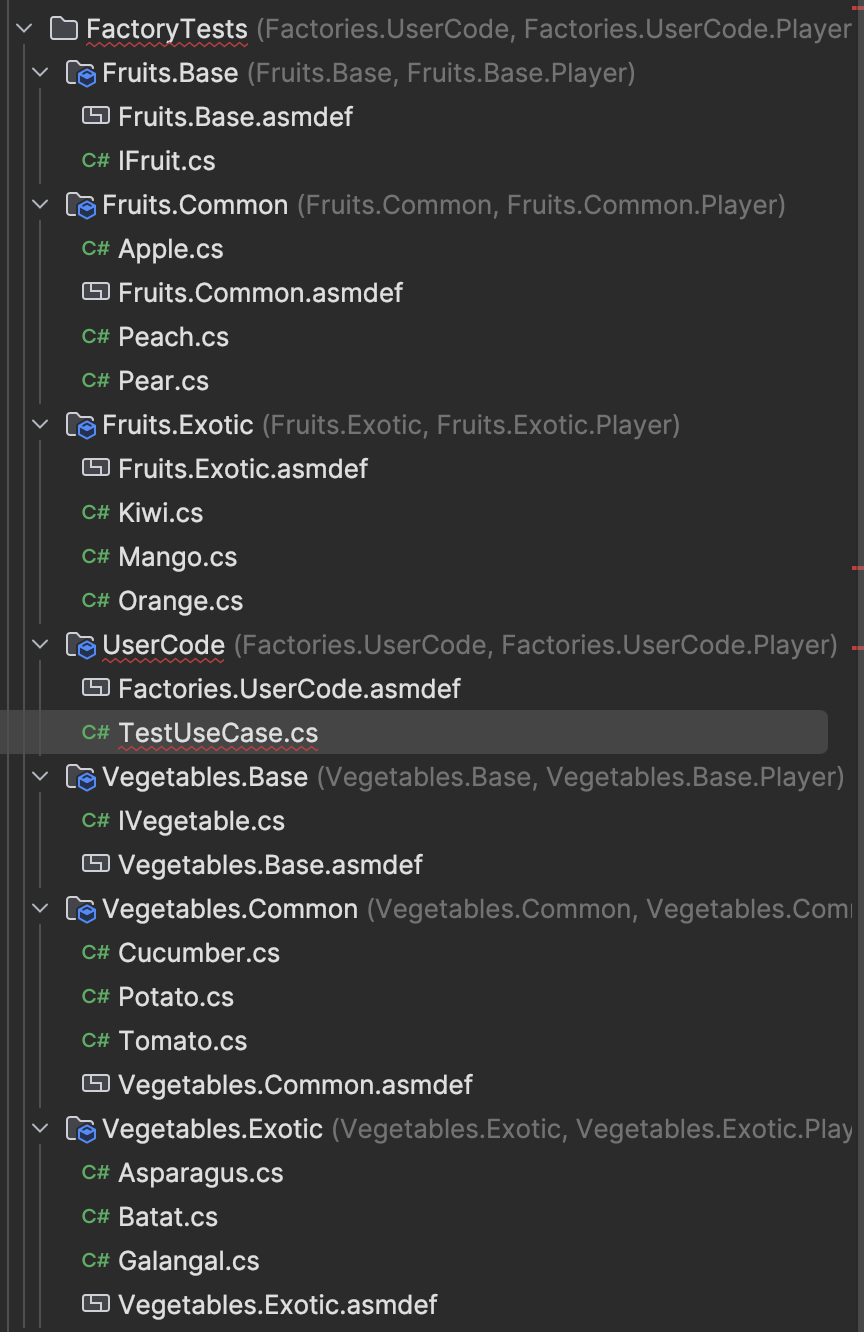 FactoryTests (Factories.UserCode, Factories.UserCode.Player
Fruits.Base (Fruits.Base, Fruits.Base.Player)
Fruits.Base.asmdef
C# IFruit.cs
Fruits.Common (Fruits.Common, Fruits.Common.Player)
C# Apple.cs
Fruits.Common.asmdef
C# Peach.cs
C# Pear.cs
Fruits.Exotic (Fruits.Exotic, Fruits.Exotic.Player)
Fruits.Exotic.asmdef
C# Kiwi.cs
C# Mango.cs
C# Orange.cs
UserCode (Factories.UserCode, Factories.UserCode.Player)
Factories.UserCode.asmdef
C# TestUseCase.cs
Vegetables.Base (Vegetables.Base, Vegetables.Base.Player)
C# IVegetable.cs
Vegetables.Base.asmdef
Vegetables.Common (Vegetables.Common, Vegetables.Com
C# Cucumber.cs
C# Potato.cs
C# Tomato.cs
Vegetables.Common.asmdef
Vegetables.Exotic (Vegetables.Exotic, Vegetables.Exotic.Play
C# Asparagus.cs
C# Batat.cs
C# Galangal.cs
Vegetables.Exotic.asmdef